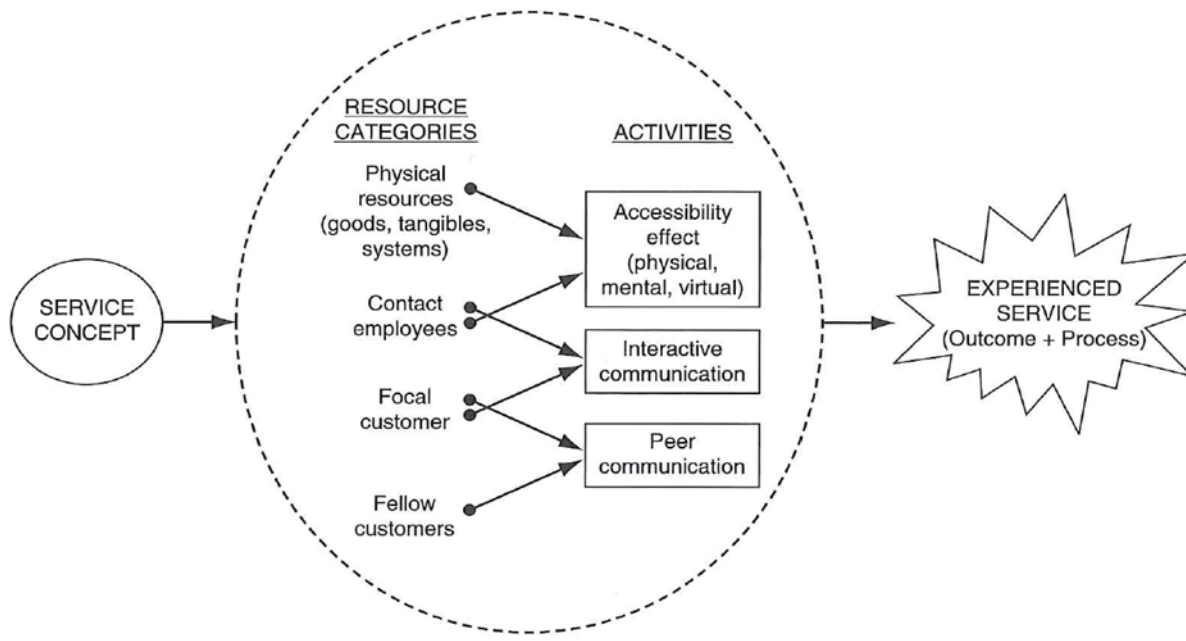 SERVICE
CONCEPT
RESOURCE
CATEGORIES
Physical
resources
(goods, tangibles,
systems)
Contact
employees
Focal
customer
Fellow
customers
ACTIVITIES
Accessibility
effect
(physical,
mental, virtual)
Interactive
communication
Peer
communication
EXPERIENCED
SERVICE
(Outcome + Process)